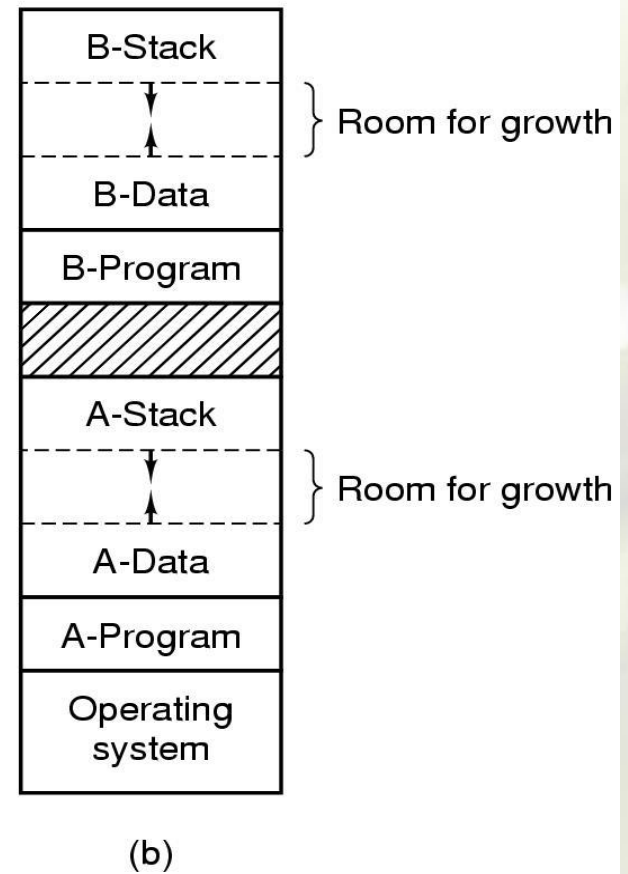 B-Stack
Room for growth
B-Data
B-Program
A-Stack
Room for growth
A-Data
A-Program
Operating
system
(b)